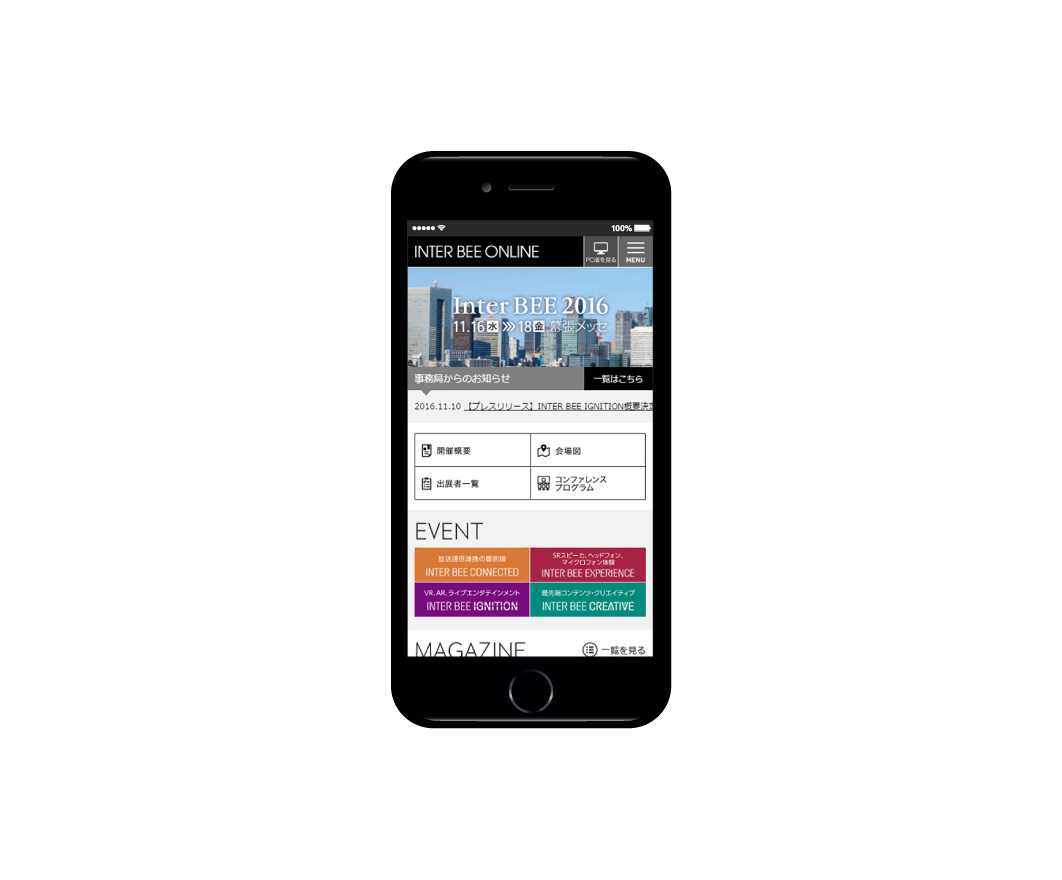 100%
INTER BEE ONLINE
PC版を見る
MENU
Inter BEE 2016
11.16 水 >>> 18 金 幕張メッセ
事務局からのお知らせ
一覧はこちら
2016.11.10 【プレスリリース】INTER BEE IGNITION概要決定
開催概要
会場図
出展者一覧
コンファレンス
プログラム
EVENT
放送通信連携の最前線
INTER BEE CONNECTED
SRスピーカ、ヘッドフォン、
マイクロフォン体験
INTER BEE EXPERIENCE
VR、AR、ライブエンタテインメント
INTER BEE IGNITION
最先端コンテンツ・クリエイティブ
INTER BEE CREATIVE
MAGAZINE
一覧を見る